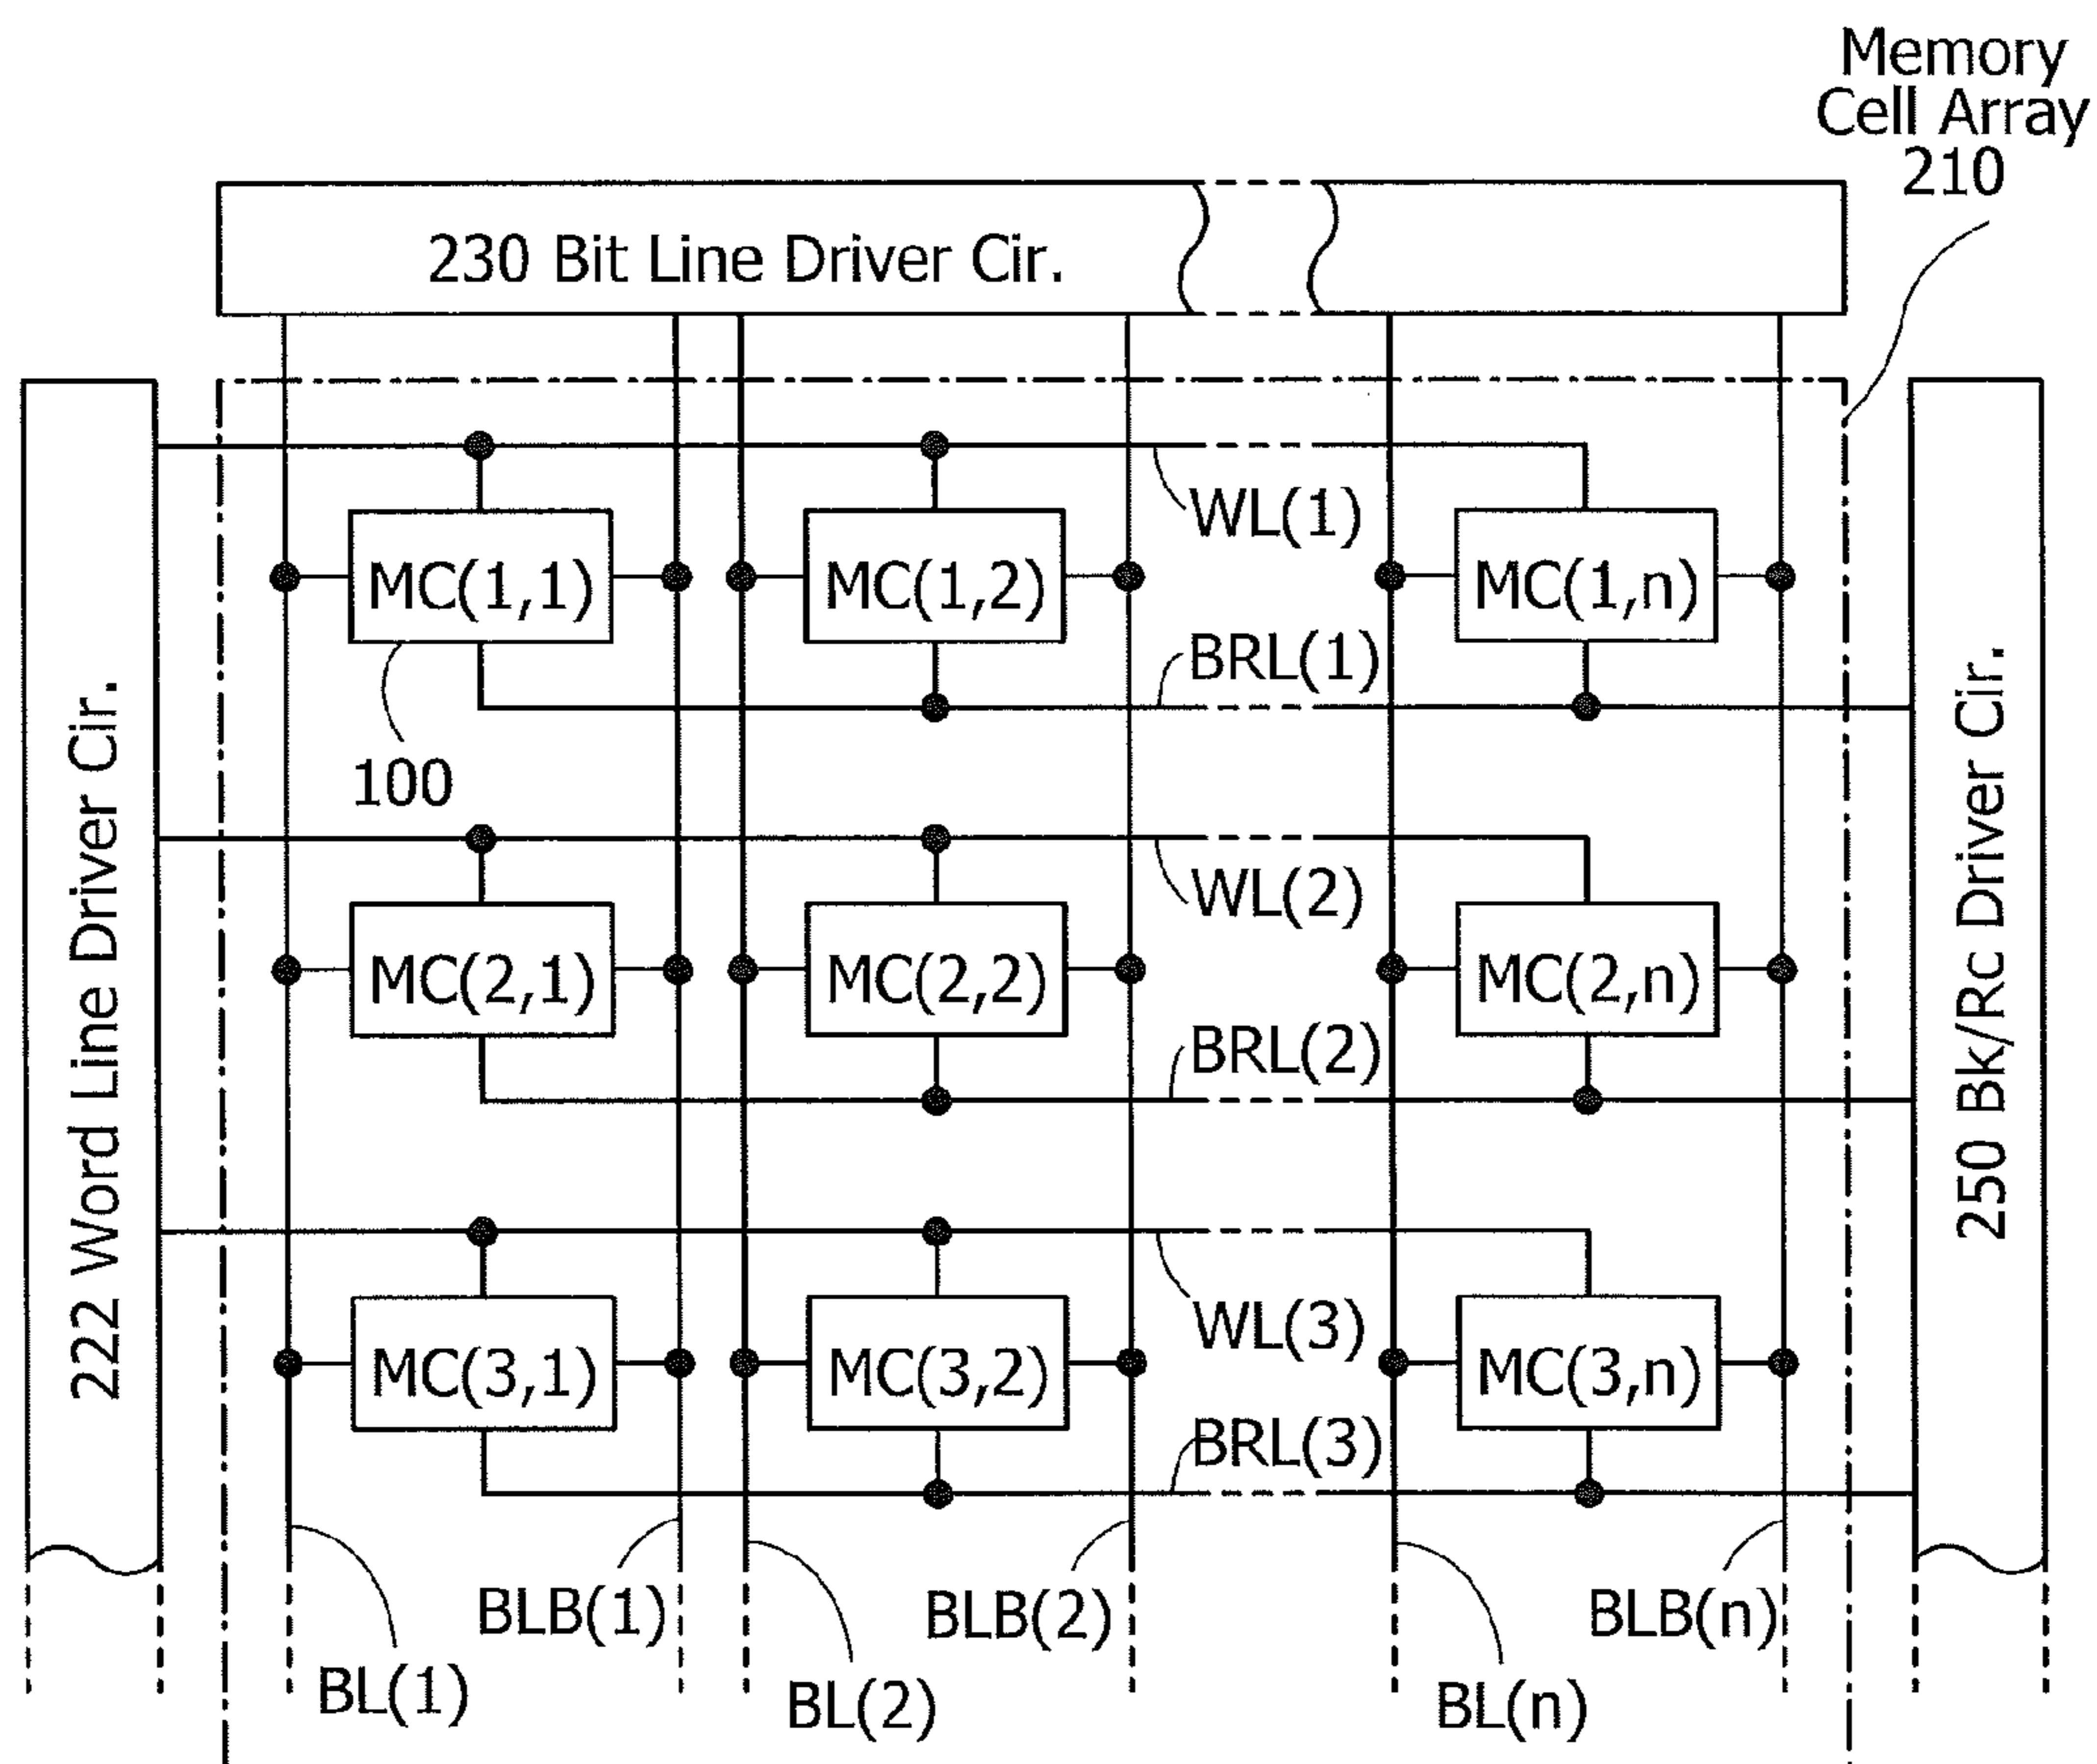 Memory
Cell Array
210
230 Bit Line Driver Cir.
222 Word Line Driver Cir.
250 Bk/Rc Driver Cir.
WL(1)
MC(1,1)
MC(1,2)
MC(1,n)
BRL(1)
100
WL(2)
MC(2,1)
MC(2,2)
MC(2,n)
BRL(2)
WL(3)
MC(3,1)
MC(3,2)
MC(3,n)
BRL(3)
BLB(1)
BLB(2)
BLB(n)
BL(1)
BL(2)
BL(n)